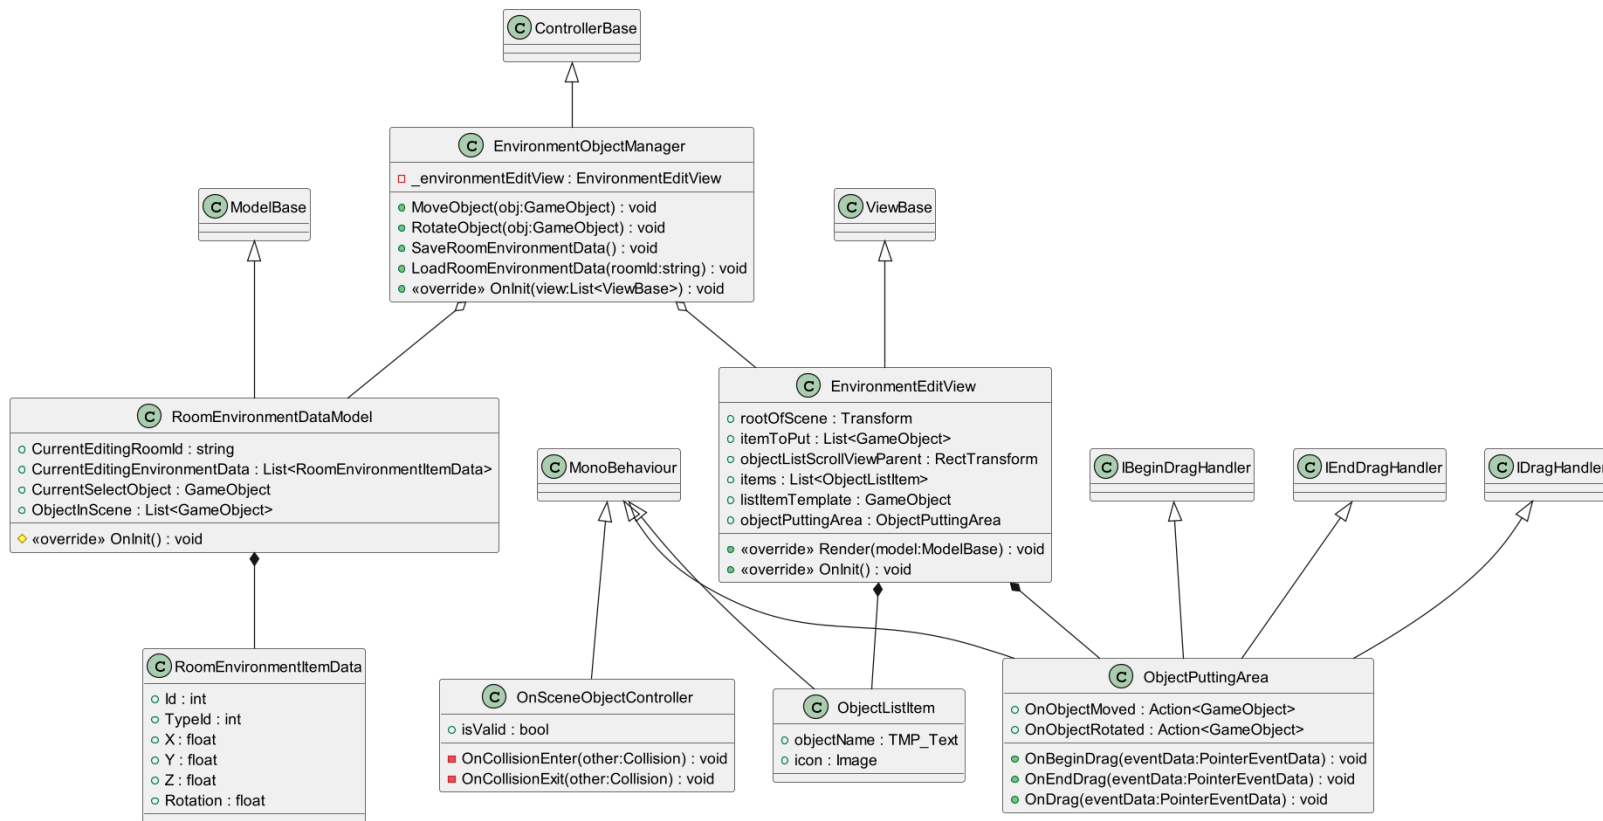 C ControllerBase
C EnvironmentObjectManager
_environmentEditView : EnvironmentEditView
MoveObject(obj:GameObject) : void
RotateObject(obj:GameObject) : void
SaveRoomEnvironmentData() : void
LoadRoomEnvironmentData(roomId:string) : void
«override» OnInit(view:List<ViewBase>) : void
C ModelBase
C ViewBase
C RoomEnvironmentDataModel
CurrentEditingRoomId : string
CurrentEditingEnvironmentData : List<RoomEnvironmentItemData>
CurrentSelectObject : GameObject
ObjectInScene : List<GameObject>
«override» OnInit() : void
C EnvironmentEditView
rootOfScene : Transform
itemToPut : List<GameObject>
objectListScrollViewParent : RectTransform
items : List<ObjectListItem>
listItemTemplate : GameObject
objectPuttingArea : ObjectPuttingArea
«override» Render(model:ModelBase) : void
«override» OnInit() : void
C MonoBehaviour
C IBeginDragHandler
C IEndDragHandler
C IDragHandler
C RoomEnvironmentItemData
Id : int
TypeId : int
X : float
Y : float
Z : float
Rotation : float
C OnSceneObjectController
isValid : bool
OnCollisionEnter(other:Collision) : void
OnCollisionExit(other:Collision) : void
C ObjectListItem
objectName : TMP_Text
icon : Image
C ObjectPuttingArea
OnObjectMoved : Action<GameObject>
OnObjectRotated : Action<GameObject>
OnBeginDrag(eventData:PointerEventData) : void
OnEndDrag(eventData:PointerEventData) : void
OnDrag(eventData:PointerEventData) : void